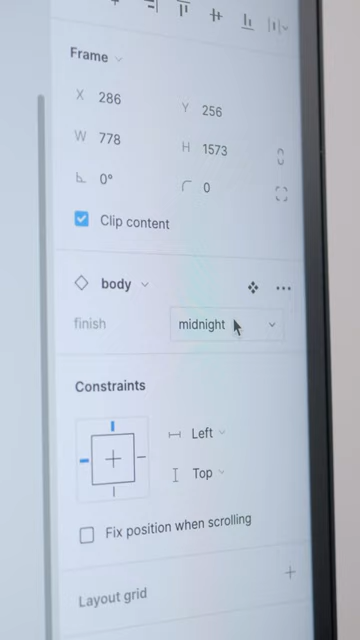 Frame
X 286 Y 256
W 778 H 1573
0° 0
Clip content
body
finish midnight
Constraints
Left
Top
Fix position when scrolling
Layout grid